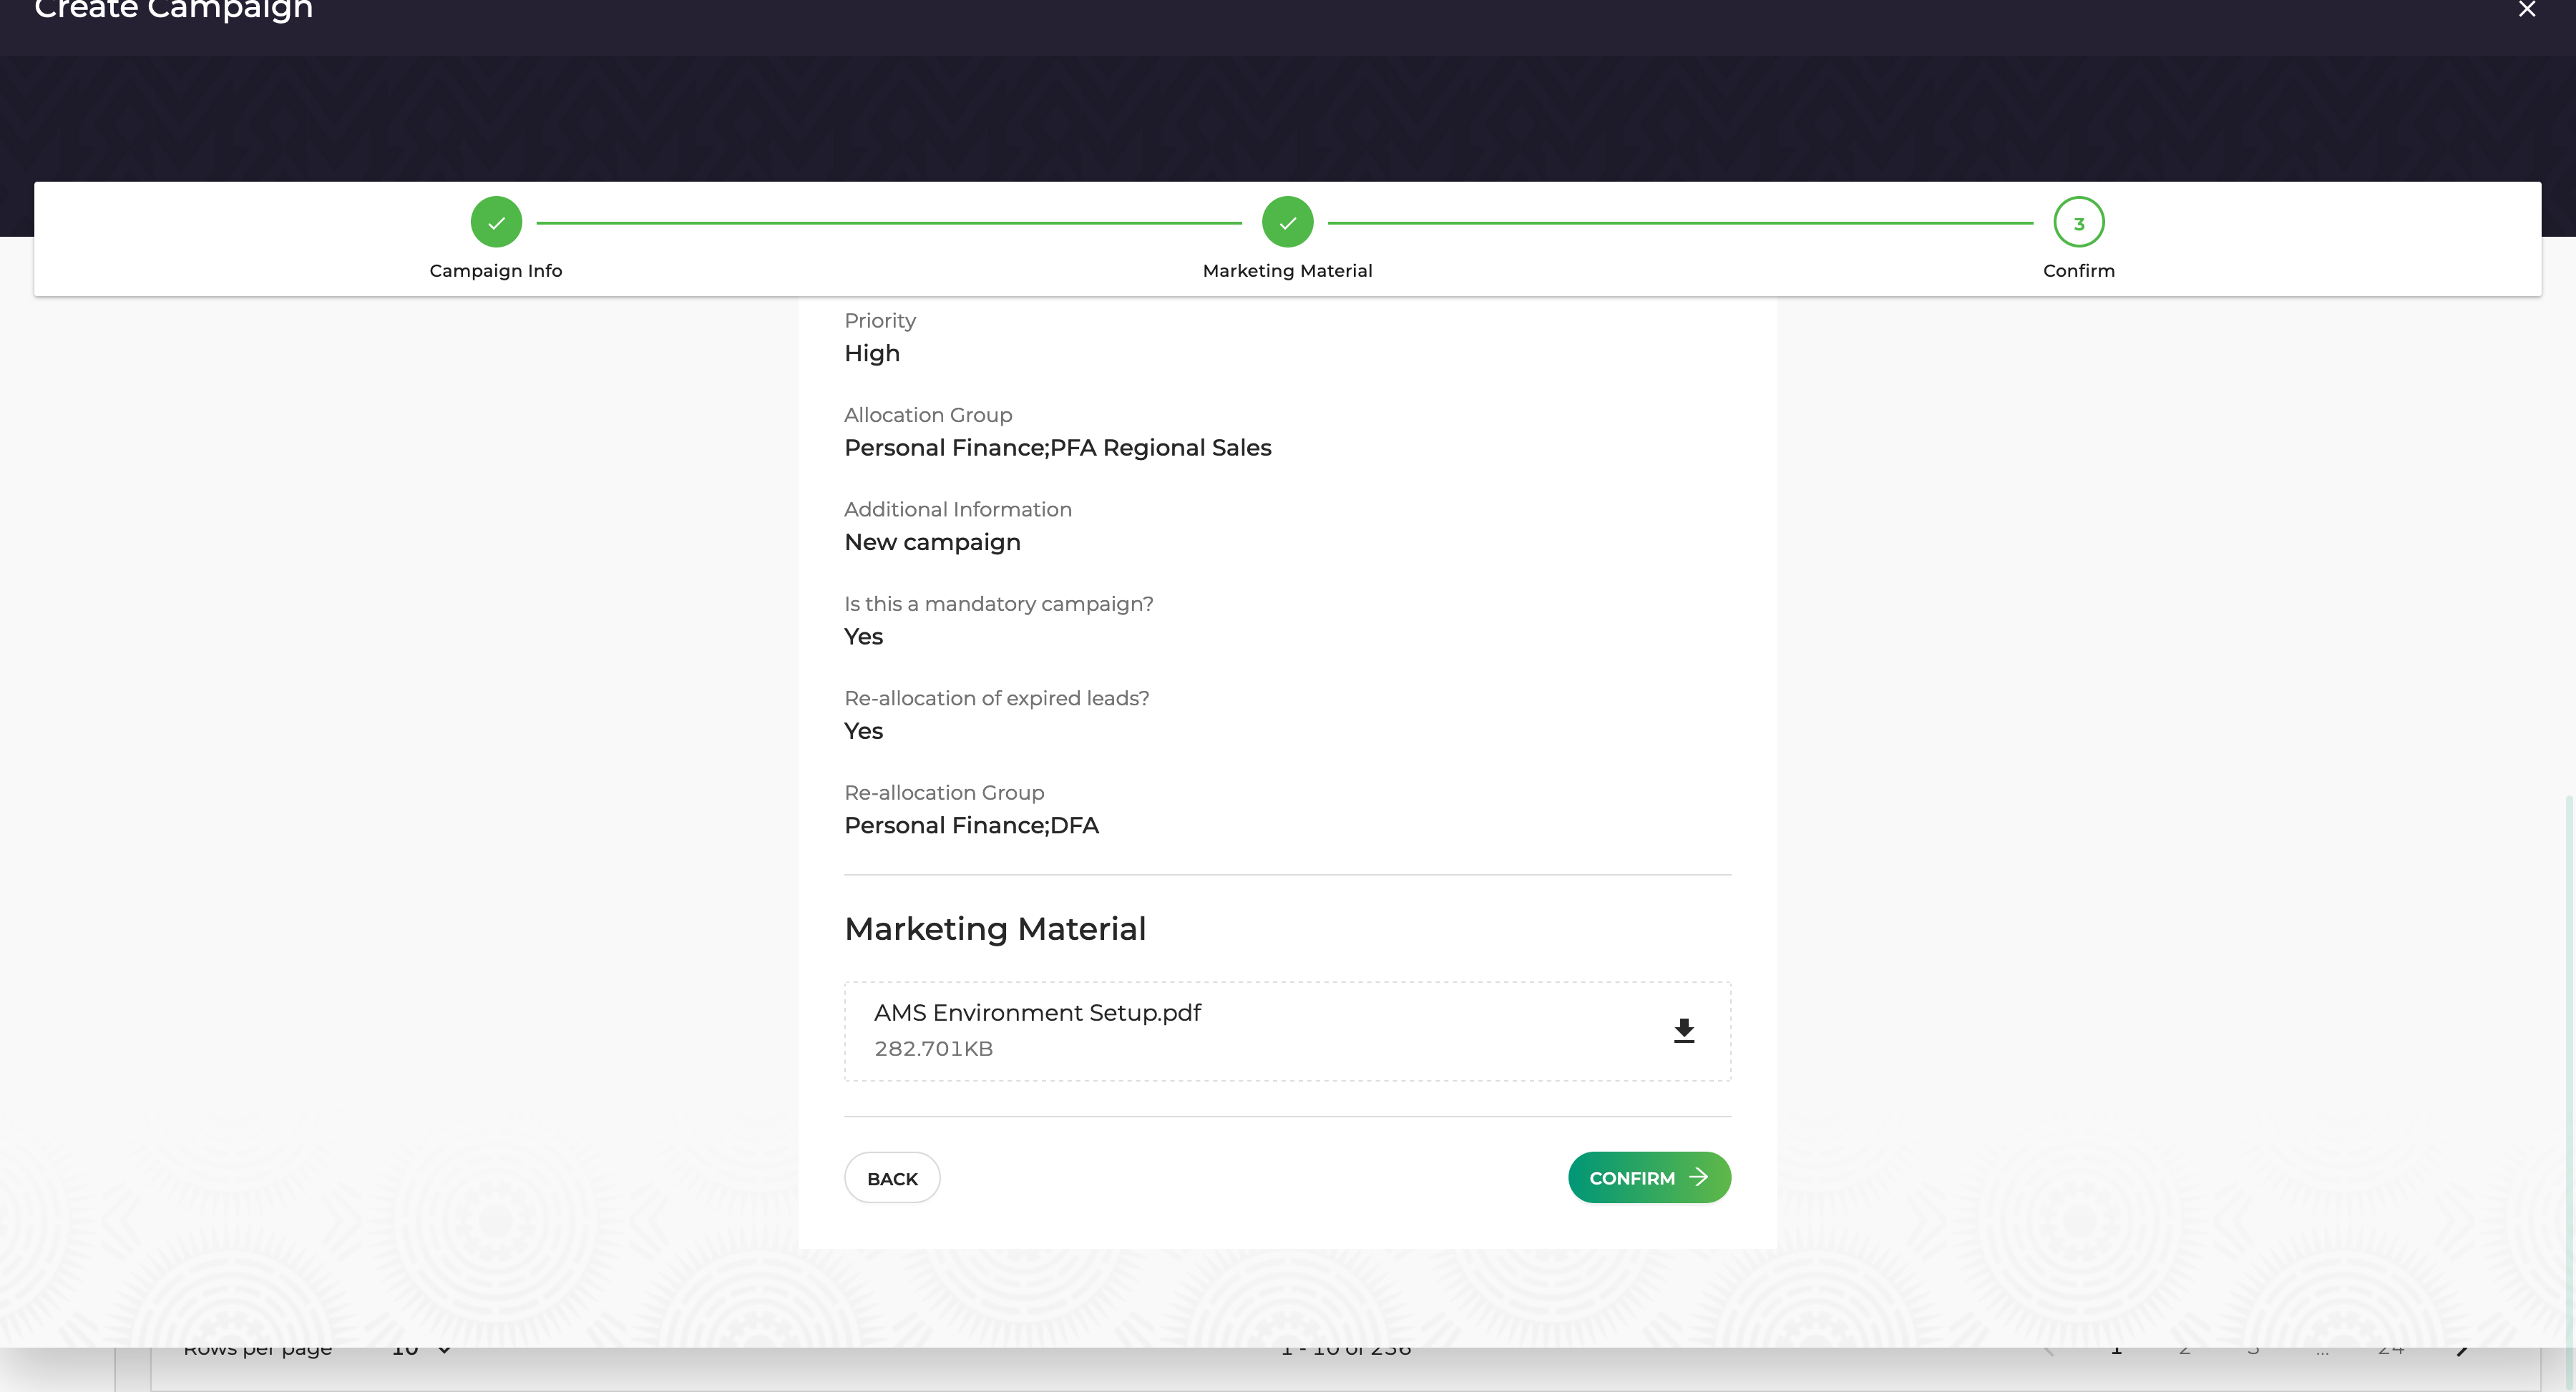 Create Campaign
Campaign Info
Marketing Material
3
Confirm
Priority
High
Allocation Group
Personal Finance;PFA Regional Sales
Additional Information
New campaign
Is this a mandatory campaign?
Yes
Re-allocation of expired leads?
Yes
Re-allocation Group
Personal Finance;DFA
Marketing Material
AMS Environment Setup.pdf
282.701KB
BACK
CONFIRM
Rows per page 10 1 - 10 of 236 1 2 3 ... 24